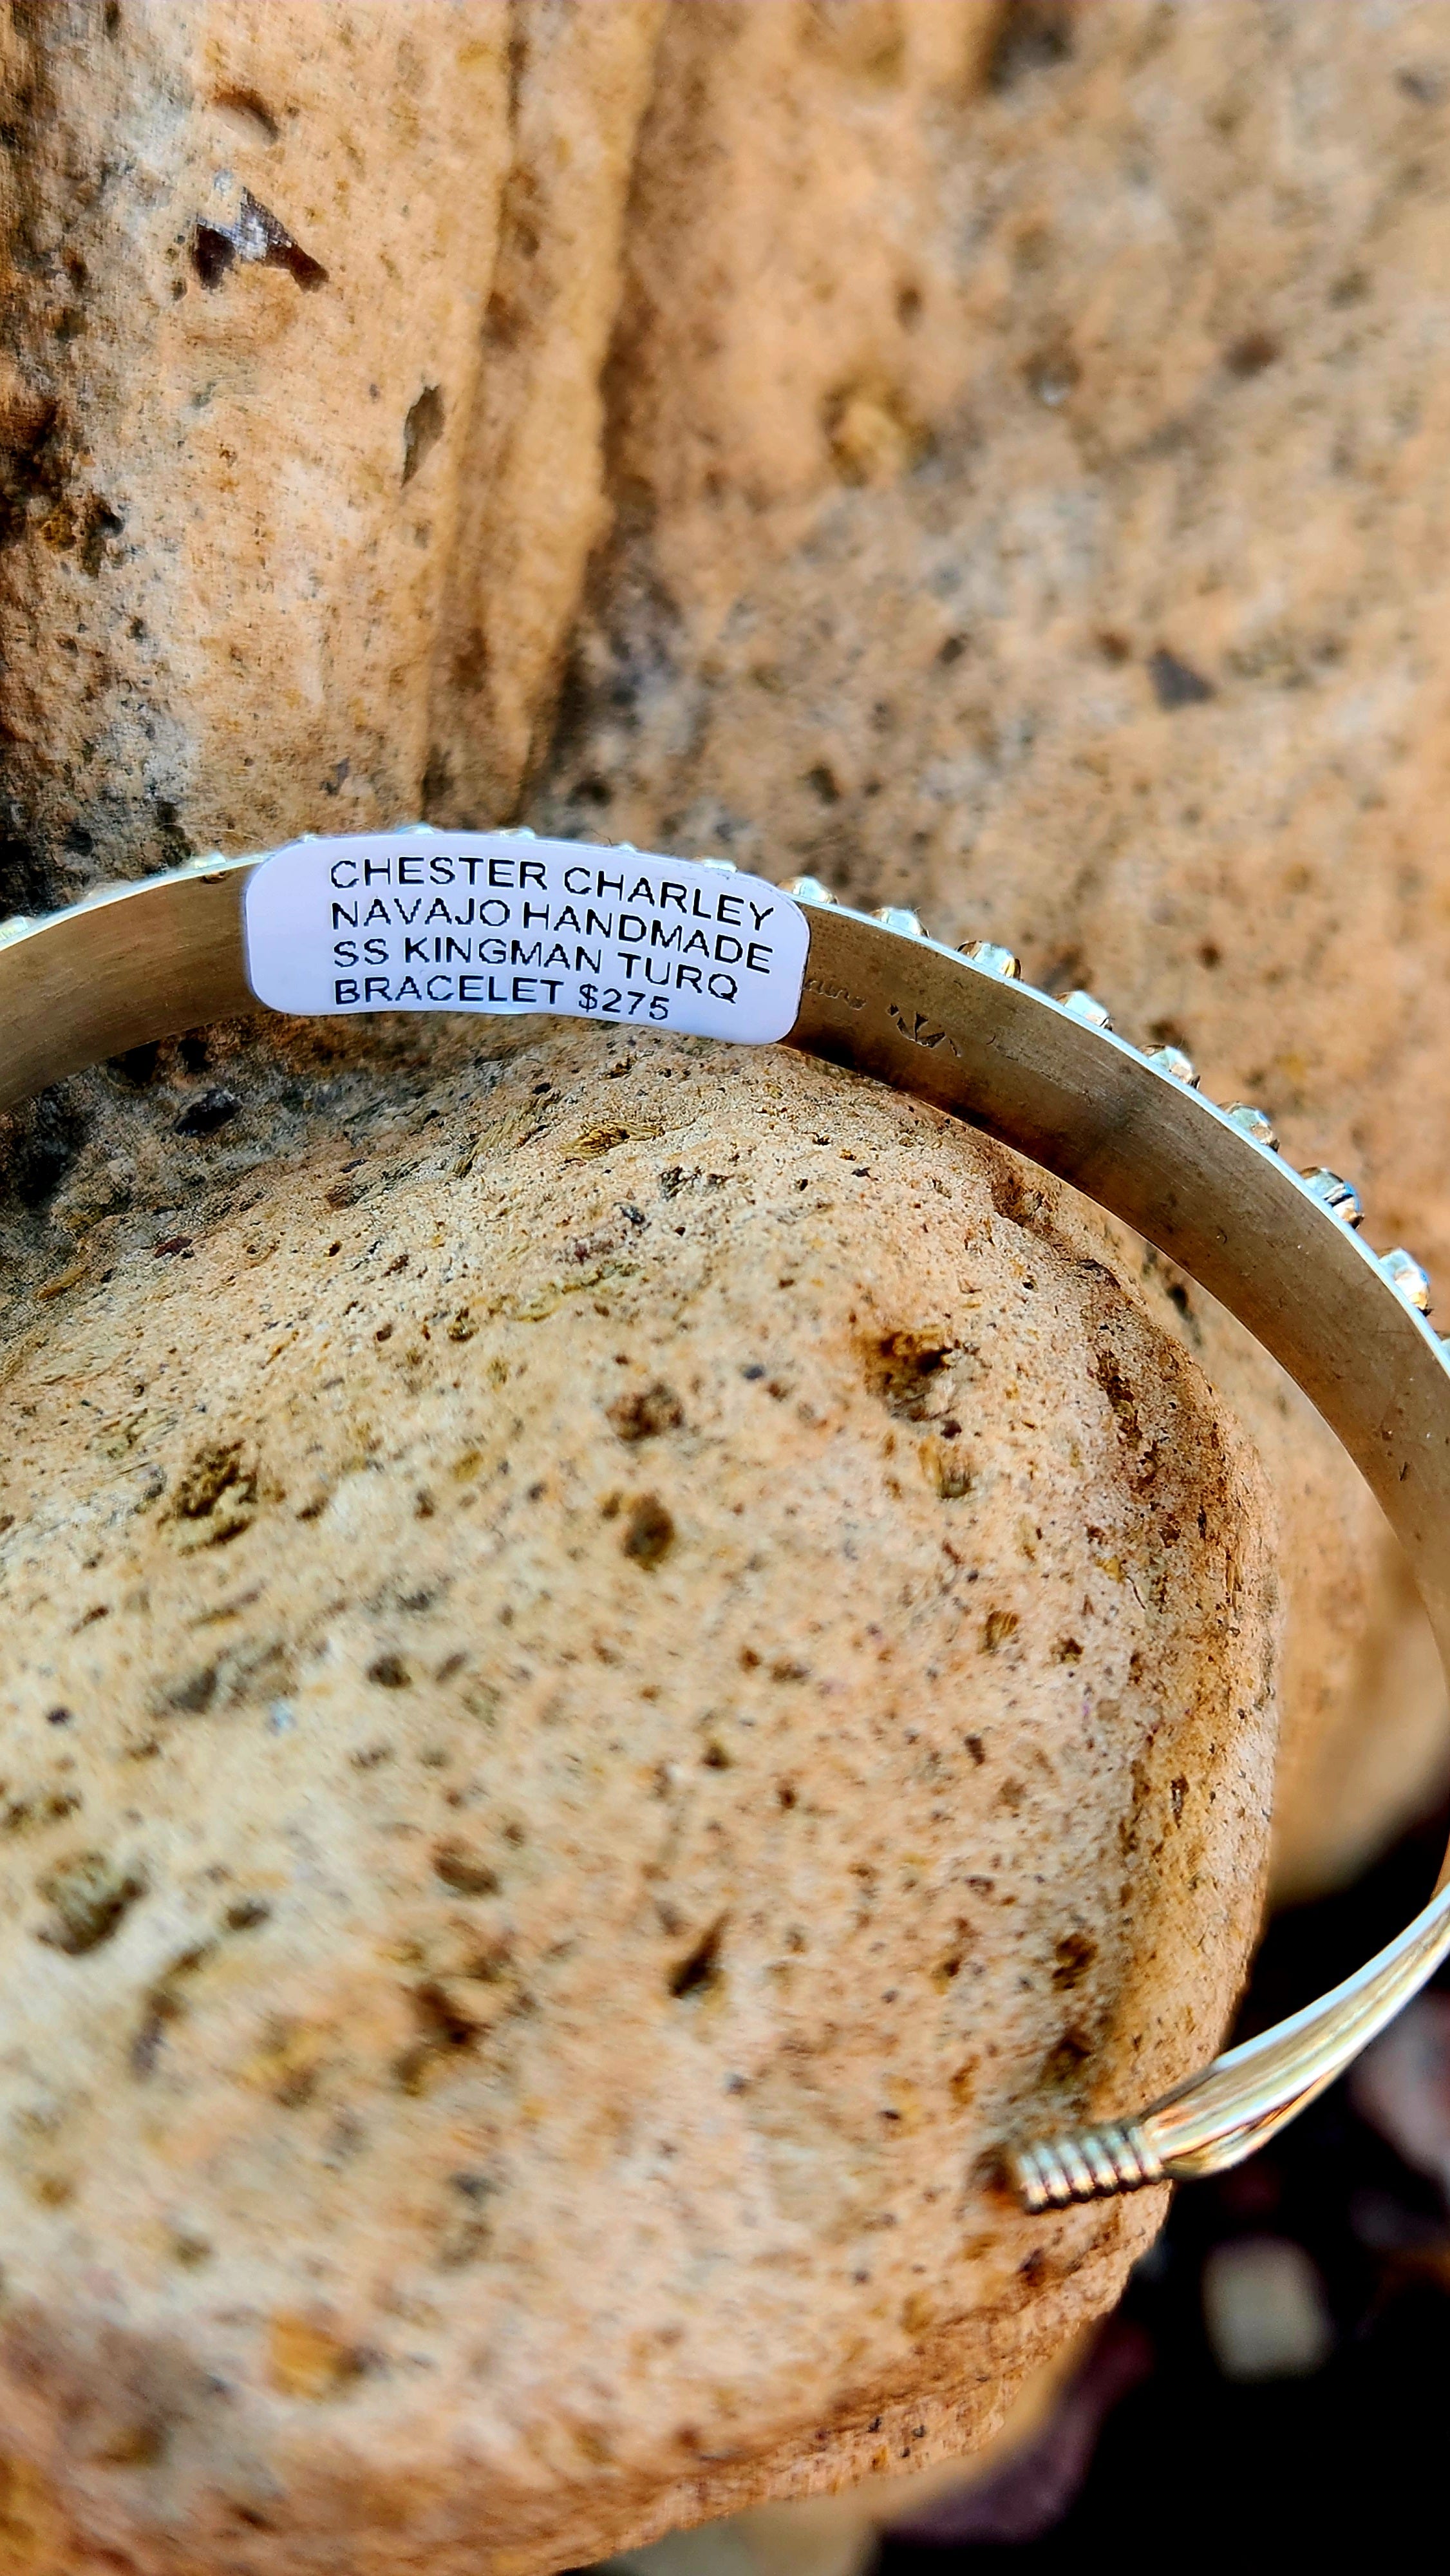 CHESTER CHARLEY
NAVAJO HANDMADE
SS KINGMAN TURQ
BRACELET $275